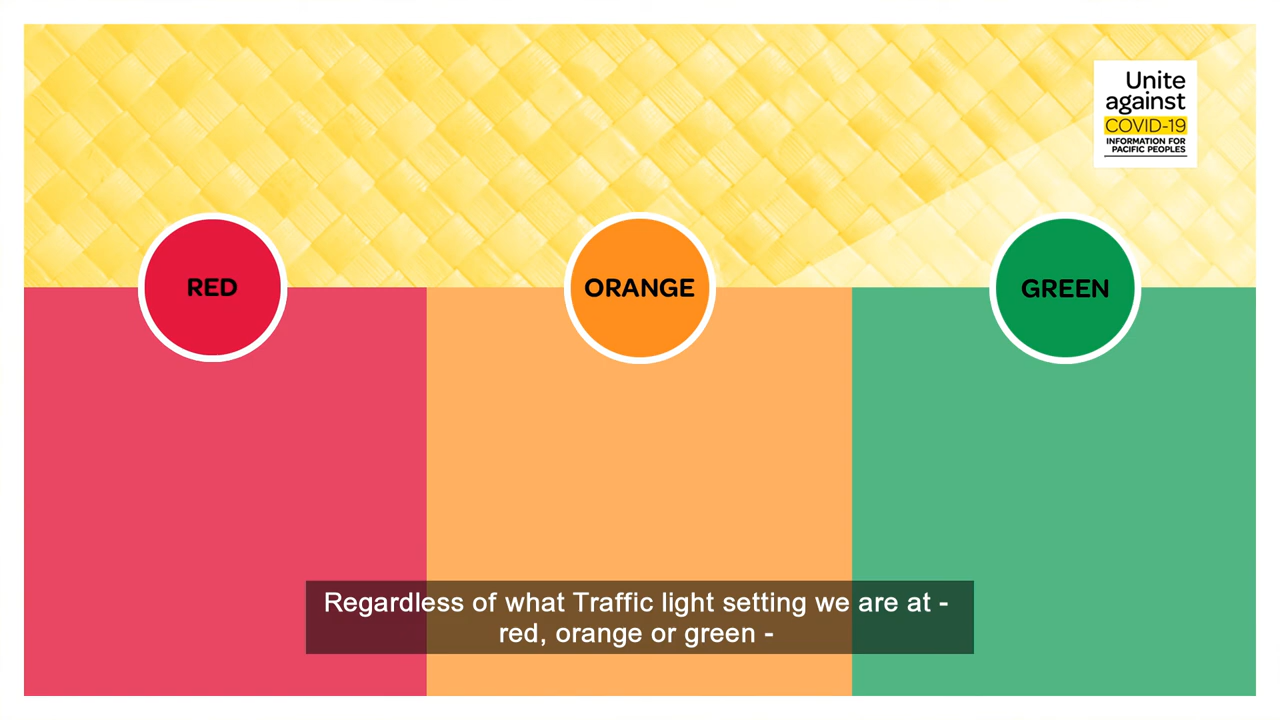 Unite
against
COVID-19
INFORMATION FOR
PACIFIC PEOPLES
RED
ORANGE
GREEN
Regardless of what Traffic light setting we are at -
red, orange or green -